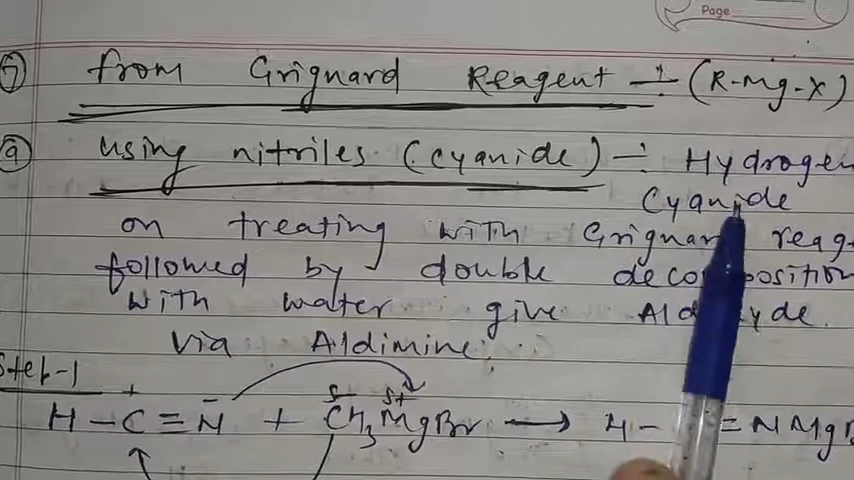 Page
⑦ from Grignard Reagent ÷ (R-Mg-X)
ⓐ using nitriles (cyanide) ÷ Hydrogen
Cyanide
on treating with Grignard reag
followed by double decomposition
with water give Aldehyde.
via Aldimine.
Step-1
H - C = N + CH3MgBr → H - = NMgB